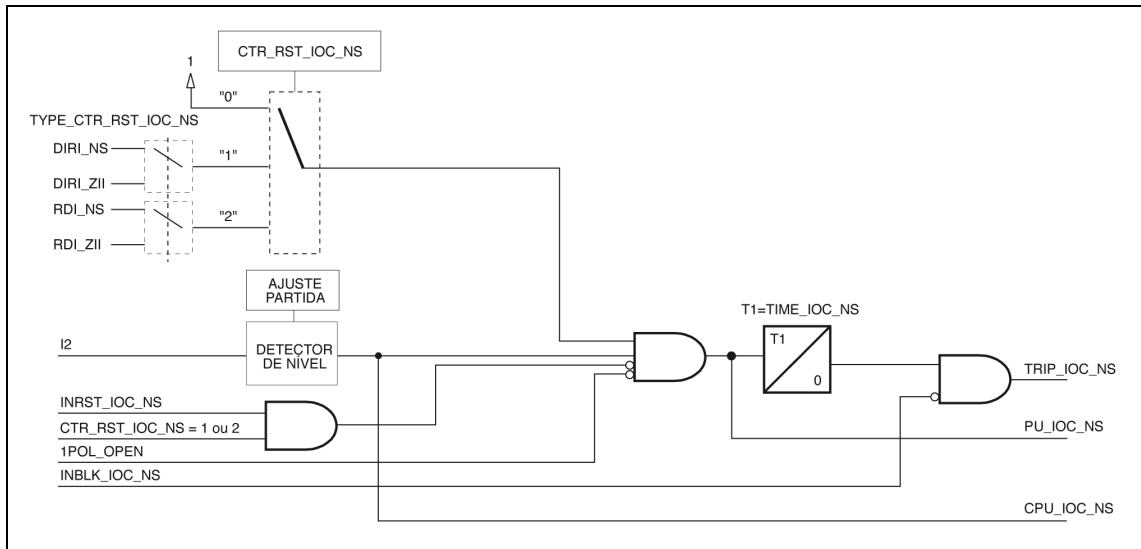 CTR_RST_IOC_NS
1
"0"
TYPE_CTR_RST_IOC_NS
DIRI_NS
"1"
DIRI_ZII
RDI_NS
"2"
RDI_ZII
AJUSTE
PARTIDA
T1=TIME_IOC_NS
I2
DETECTOR
DE NÍVEL
T1
0
TRIP_IOC_NS
INRST_IOC_NS
CTR_RST_IOC_NS = 1 ou 2
PU_IOC_NS
1POL_OPEN
INBLK_IOC_NS
CPU_IOC_NS